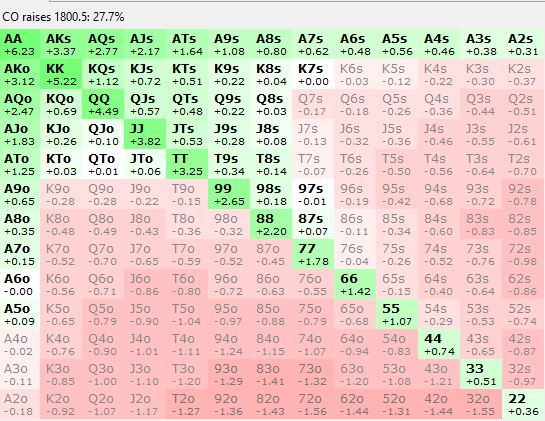 CO raises 1800.5: 27.7%
AA AKs AQs AJs ATs A9s A8s A7s A6s A5s A4s A3s A2s
+6.23 +3.37 +2.77 +2.17 +1.64 +1.08 +0.80 +0.62 +0.48 +0.56 +0.46 +0.38 +0.31
AKo KK KQs KJs KTs K9s K8s K7s K6s K5s K4s K3s K2s
+3.12 +5.22 +1.12 +0.72 +0.51 +0.22 +0.04 -0.00 -0.03 -0.12 -0.22 -0.30 -0.37
AQo KQo QQ QJs QTs Q9s Q8s Q7s Q6s Q5s Q4s Q3s Q2s
+2.47 +0.69 +4.49 +0.57 +0.48 +0.22 +0.03 -0.17 -0.18 -0.26 -0.36 -0.44 -0.51
AJo KJo QJo JJ JTs J9s J8s J7s J6s J5s J4s J3s J2s
+1.83 +0.26 +0.10 +3.82 +0.53 +0.28 +0.08 -0.13 -0.32 -0.36 -0.46 -0.55 -0.61
ATo KTo QTo JTo TT T9s T8s T7s T6s T5s T4s T3s T2s
+1.25 +0.03 +0.01 +0.06 +3.25 +0.34 +0.14 -0.07 -0.26 -0.50 -0.56 -0.64 -0.70
A9o K9o Q9o J9o T9o 99 98s 97s 96s 95s 94s 93s 92s
+0.65 -0.28 -0.28 -0.22 -0.15 +2.65 +0.18 -0.01 -0.19 -0.42 -0.68 -0.72 -0.78
A8o K8o Q8o J8o T8o 98o 88 87s 86s 85s 84s 83s 82s
+0.35 -0.48 -0.49 -0.43 -0.36 -0.32 +2.20 +0.07 -0.11 -0.34 -0.60 -0.83 -0.85
A7o K7o Q7o J7o T7o 97o 87o 77 76s 75s 74s 73s 72s
+0.15 -0.52 -0.70 -0.65 -0.58 -0.52 -0.45 +1.78 -0.04 -0.26 -0.52 -0.76 -0.98
A6o K6o Q6o J6o T6o 96o 86o 76o 66 65s 64s 63s 62s
-0.00 -0.56 -0.71 -0.86 -0.80 -0.72 -0.63 -0.55 +1.42 -0.15 -0.40 -0.64 -0.86
A5o K5o Q5o J5o T5o 95o 85o 75o 65o 55 54s 53s 52s
+0.09 -0.65 -0.79 -0.90 -1.04 -0.97 -0.88 -0.79 -0.68 +1.07 -0.29 -0.53 -0.74
A4o K4o Q4o J4o T4o 94o 84o 74o 64o 54o 44 43s 42s
-0.02 -0.76 -0.90 -1.01 -1.11 -1.24 -1.15 -1.07 -0.94 -0.83 +0.74 -0.65 -0.87
A3o K3o Q3o J3o T3o 93o 83o 73o 63o 53o 43o 33 32s
-0.11 -0.85 -1.00 -1.10 -1.20 -1.29 -1.41 -1.32 -1.20 -1.08 -1.21 +0.51 -0.97
A2o K2o Q2o J2o T2o 92o 82o 72o 62o 52o 42o 32o 22
-0.18 -0.92 -1.07 -1.17 -1.27 -1.36 -1.43 -1.56 -1.44 -1.31 -1.44 -1.55 +0.36